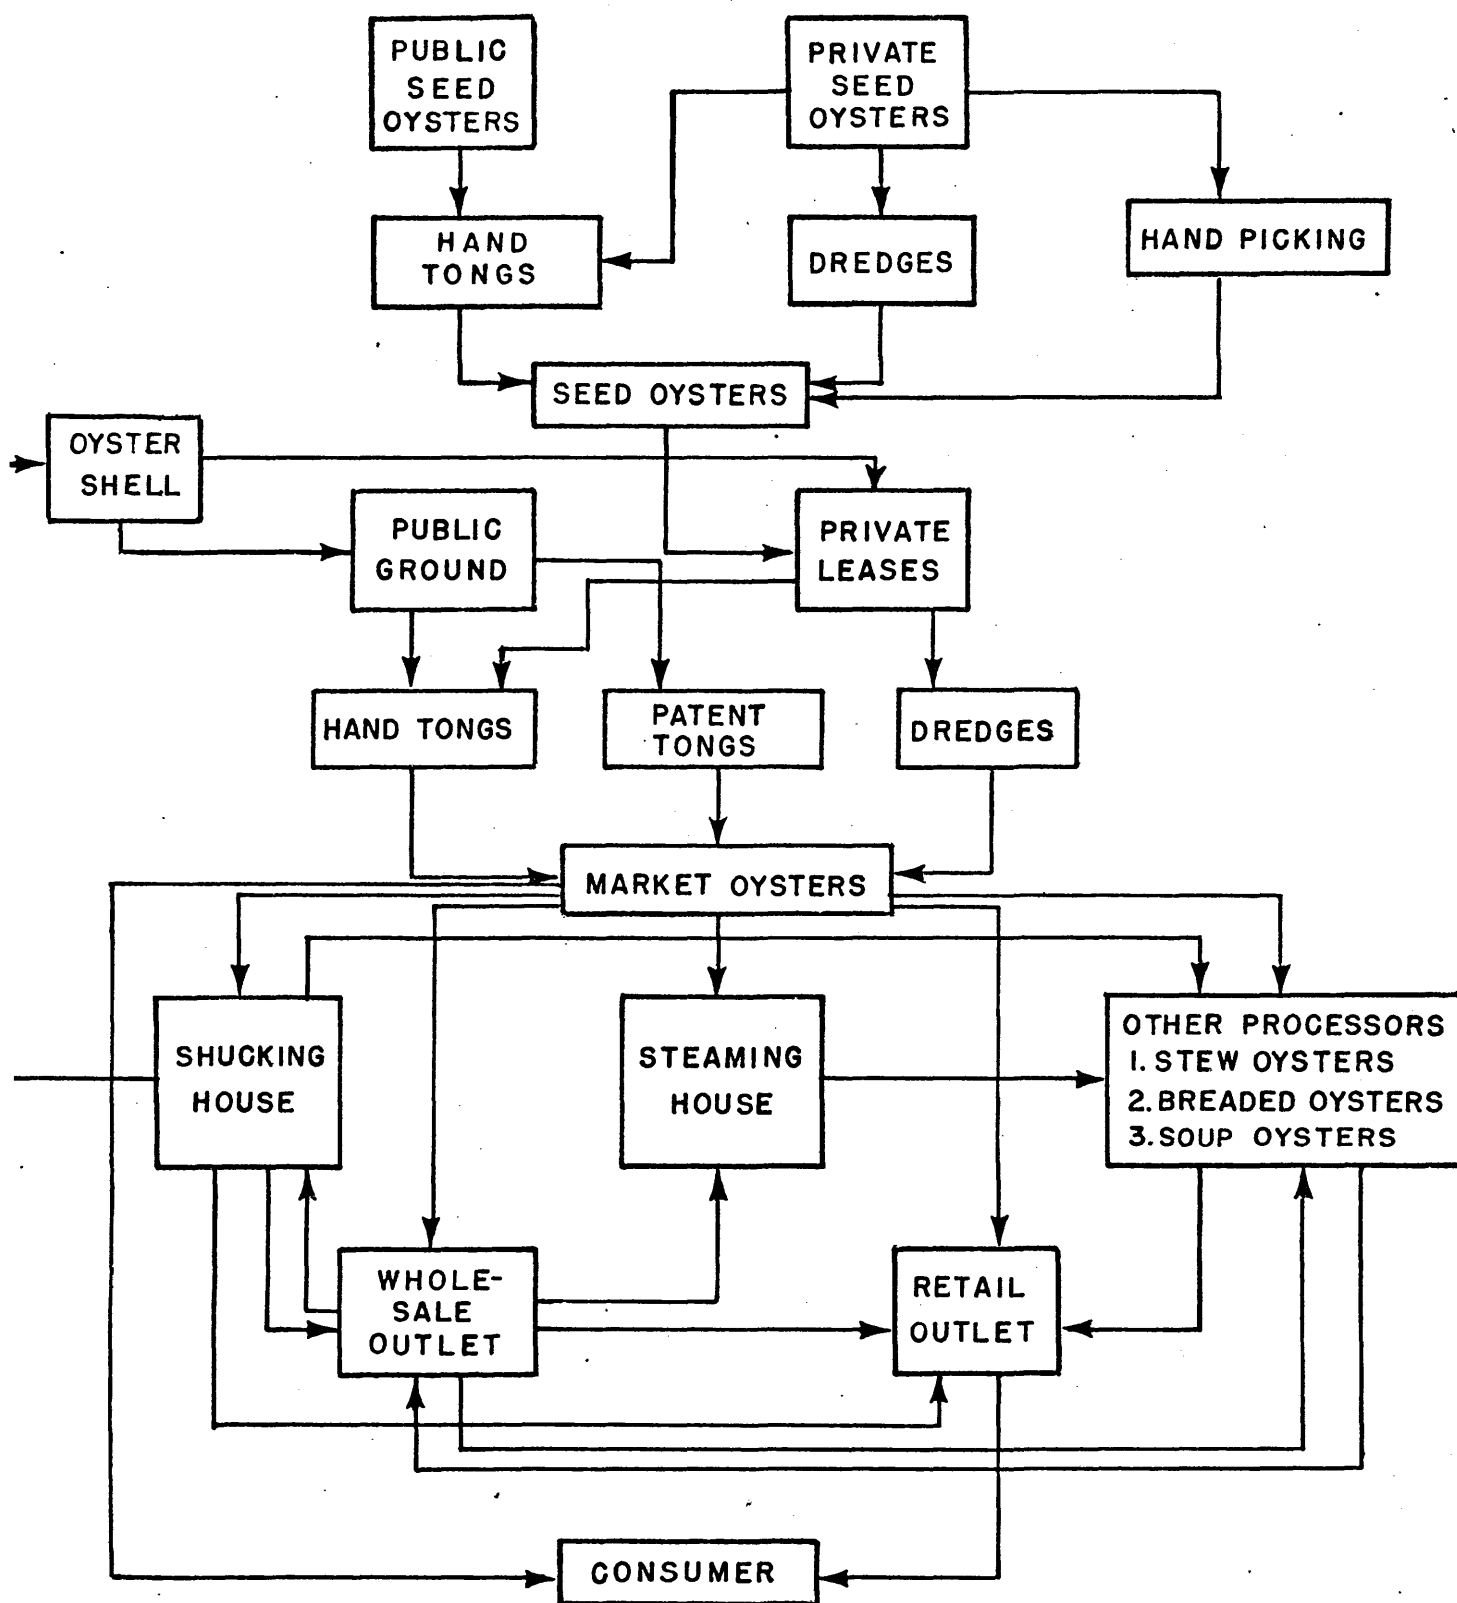 PUBLIC
SEED
OYSTERS
PRIVATE
SEED
OYSTERS
HAND
TONGS
DREDGES
HAND PICKING
SEED OYSTERS
OYSTER
SHELL
PUBLIC
GROUND
PRIVATE
LEASES
HAND TONGS
PATENT
TONGS
DREDGES
MARKET OYSTERS
SHUCKING
HOUSE
STEAMING
HOUSE
OTHER PROCESSORS
1. STEW OYSTERS
2. BREADED OYSTERS
3. SOUP OYSTERS
WHOLE-
SALE
OUTLET
RETAIL
OUTLET
CONSUMER